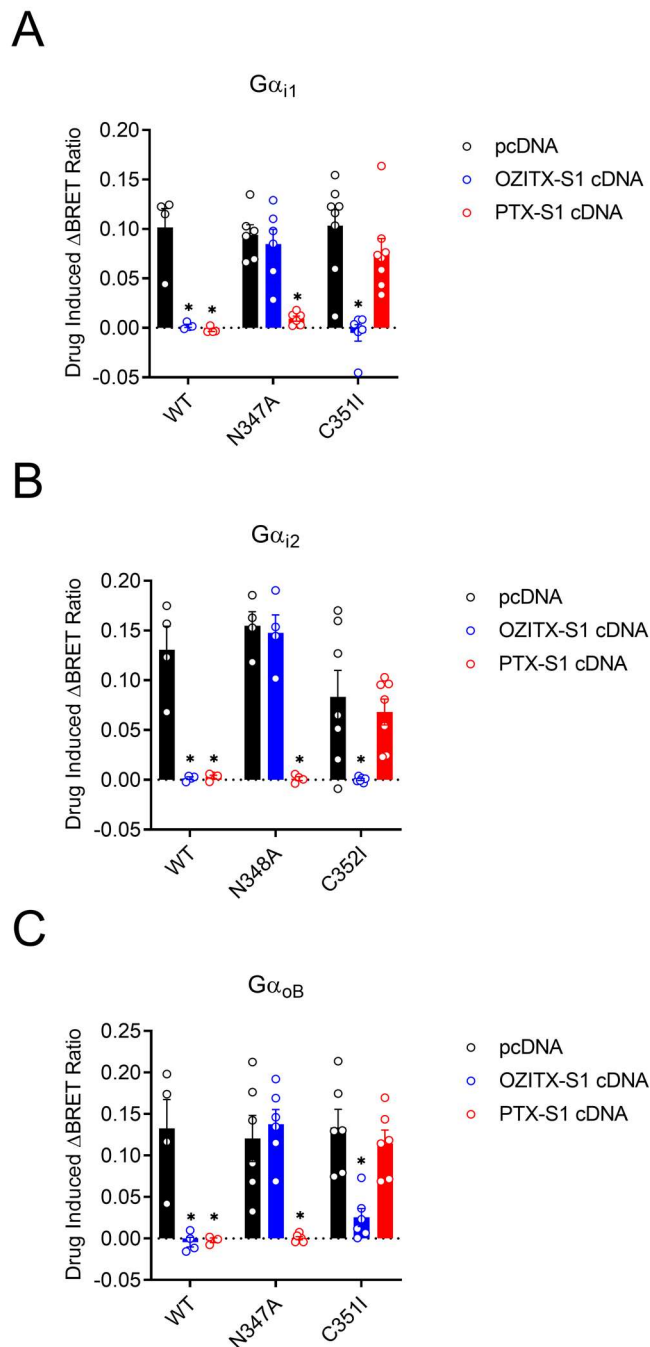 A
Gαi1
Drug Induced ΔBRET Ratio
0.20
0.15
0.10
0.05
0.00
-0.05
* * * *
WT
N347A
C351I
pcDNA
OZITX-S1 cDNA
PTX-S1 cDNA
B
Gαi2
Drug Induced ΔBRET Ratio
0.20
0.15
0.10
0.05
0.00
-0.05
* * * *
WT
N348A
C352I
pcDNA
OZITX-S1 cDNA
PTX-S1 cDNA
C
GαoB
Drug Induced ΔBRET Ratio
0.25
0.20
0.15
0.10
0.05
0.00
-0.05
* * * *
WT
N347A
C351I
pcDNA
OZITX-S1 cDNA
PTX-S1 cDNA